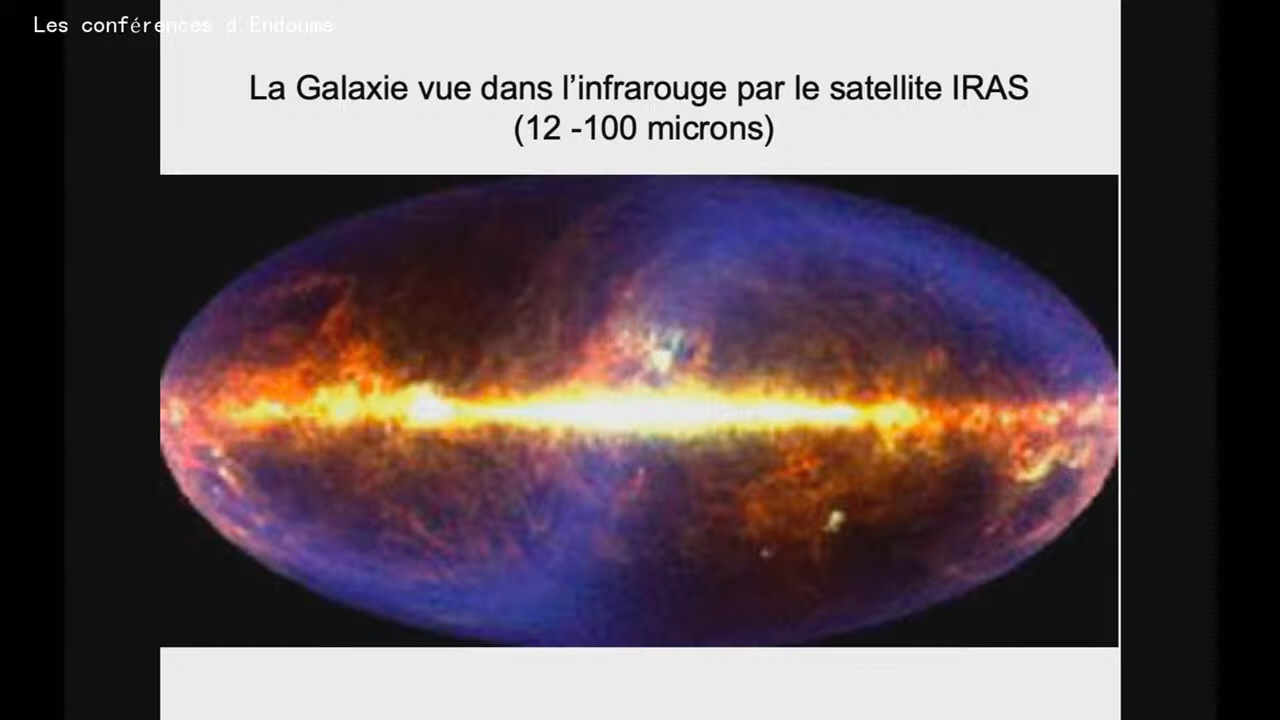 Les conférences d'Endoume
La Galaxie vue dans l’infrarouge par le satellite IRAS
(12 -100 microns)